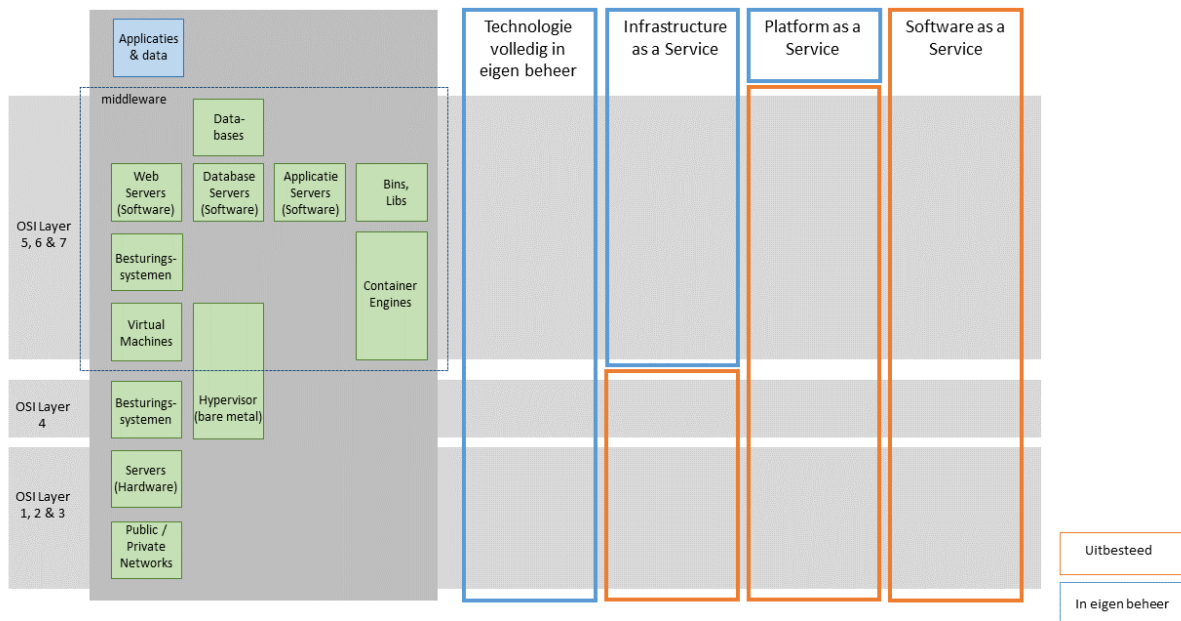 Applicaties
& data
middleware
Data-
bases
Web
Servers
(Software)
Database
Servers
(Software)
Applicatie
Servers
(Software)
Bins,
Libs
Besturings-
systemen
Container
Engines
Virtual
Machines
Besturings-
systemen
Hypervisor
(bare metal)
Servers
(Hardware)
Public /
Private
Networks
OSI Layer
5, 6 & 7
OSI Layer
4
OSI Layer
1, 2 & 3
Technologie
volledig in
eigen beheer
Infrastructure
as a Service
Platform as a
Service
Software as a
Service
Uitbesteed
In eigen beheer